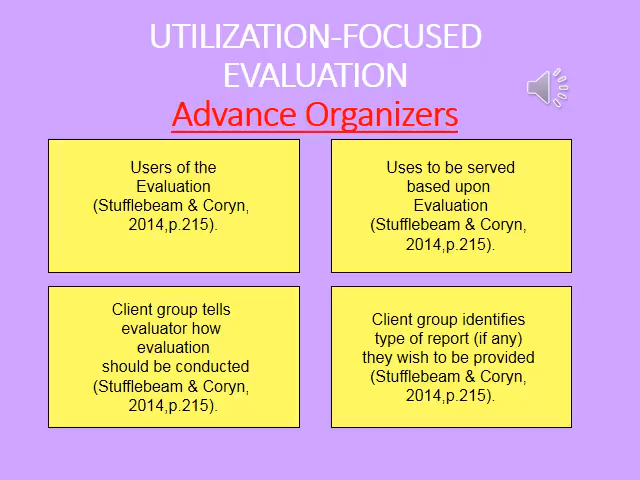 UTILIZATION-FOCUSED
EVALUATION
Advance Organizers
Users of the
Evaluation
(Stufflebeam & Coryn,
2014,p.215).
Uses to be served
based upon
Evaluation
(Stufflebeam & Coryn,
2014,p.215).
Client group tells
evaluator how
evaluation
should be conducted
(Stufflebeam & Coryn,
2014,p.215).
Client group identifies
type of report (if any)
they wish to be provided
(Stufflebeam & Coryn,
2014,p.215).